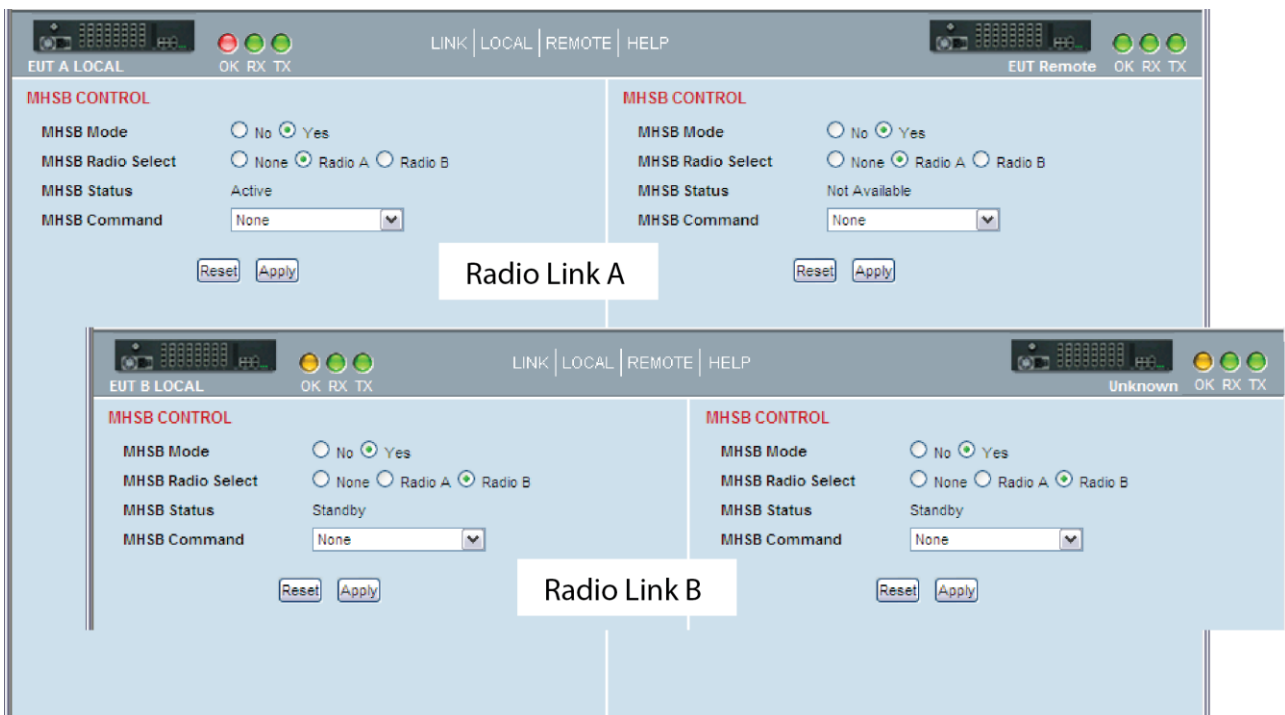 LINK LOCAL REMOTE HELP
EUT A LOCAL OK RX TX EUT Remote OK RX TX
MHSB CONTROL
MHSB Mode No Yes
MHSB Radio Select None Radio A Radio B
MHSB Status Active
MHSB Command None
Reset Apply
MHSB CONTROL
MHSB Mode No Yes
MHSB Radio Select None Radio A Radio B
MHSB Status Not Available
MHSB Command None
Reset Apply
Radio Link A
LINK LOCAL REMOTE HELP
EUT B LOCAL OK RX TX Unknown OK RX TX
MHSB CONTROL
MHSB Mode No Yes
MHSB Radio Select None Radio A Radio B
MHSB Status Standby
MHSB Command None
Reset Apply
MHSB CONTROL
MHSB Mode No Yes
MHSB Radio Select None Radio A Radio B
MHSB Status Standby
MHSB Command None
Reset Apply
Radio Link B